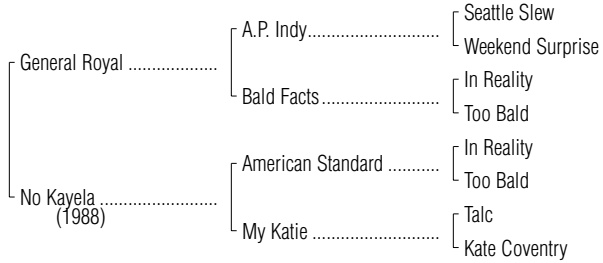 Seattle Slew
A.P. Indy..............................
Weekend Surprise
General Royal ....................
In Reality
Bald Facts...........................
Too Bald
In Reality
American Standard ............
Too Bald
No Kayela ...........................
(1988)
Talc
My Katie .............................
Kate Coventry